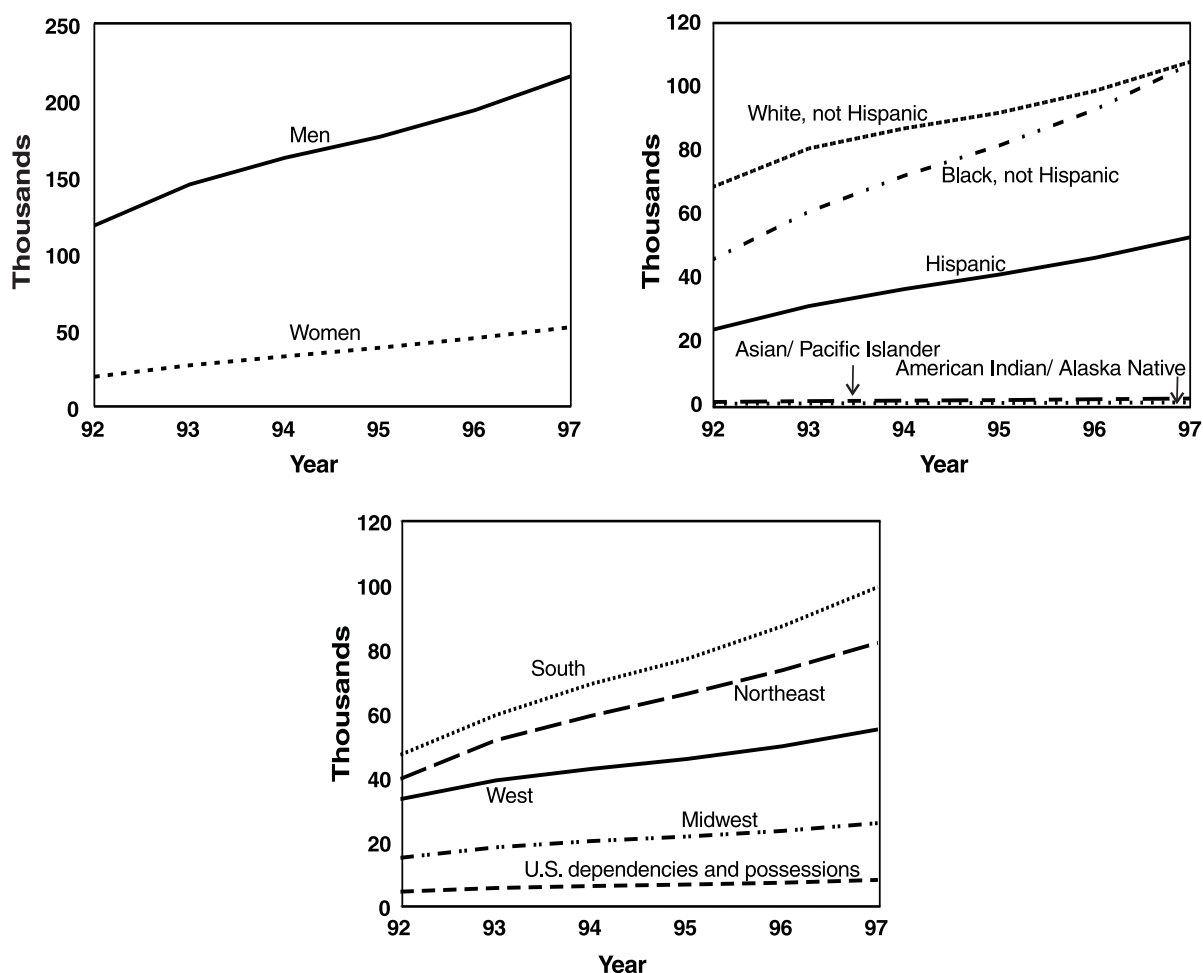 250
200
150
100
50
0
Thousands
Men
Women
92 93 94 95 96 97
Year
120
100
80
60
40
20
0
Thousands
White, not Hispanic
Black, not Hispanic
Hispanic
Asian/ Pacific Islander
American Indian/ Alaska Native
92 93 94 95 96 97
Year
120
100
80
60
40
20
0
Thousands
South
Northeast
West
Midwest
U.S. dependencies and possessions
92 93 94 95 96 97
Year